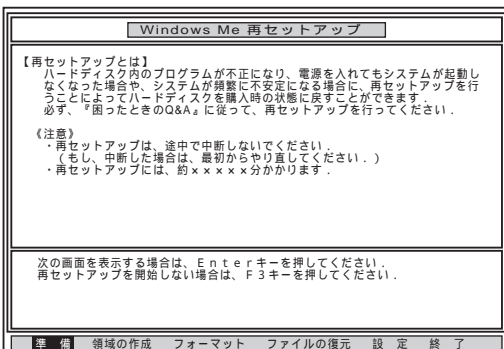 Windows Me 再セットアップ
【再セットアップとは】
ハードディスク内のプログラムが不正になり、電源を入れてもシステムが起動し
なくなった場合や、システムが頻繁に不安定になる場合に、再セットアップを行
うことによってハードディスクを購入時の状態に戻すことができます．
必ず、『困ったときのQ&A』に従って、再セットアップを行ってください．
《注意》
・再セットアップは、途中で中断しないでください．
（もし、中断した場合は、最初からやり直してください．）
・再セットアップには、約×××××分かかります．
次の画面を表示する場合は、Ｅｎｔｅｒキーを押してください．
再セットアップを開始しない場合は、Ｆ３キーを押してください．
準 備 領域の作成 フォーマット ファイルの復元 設 定 終 了